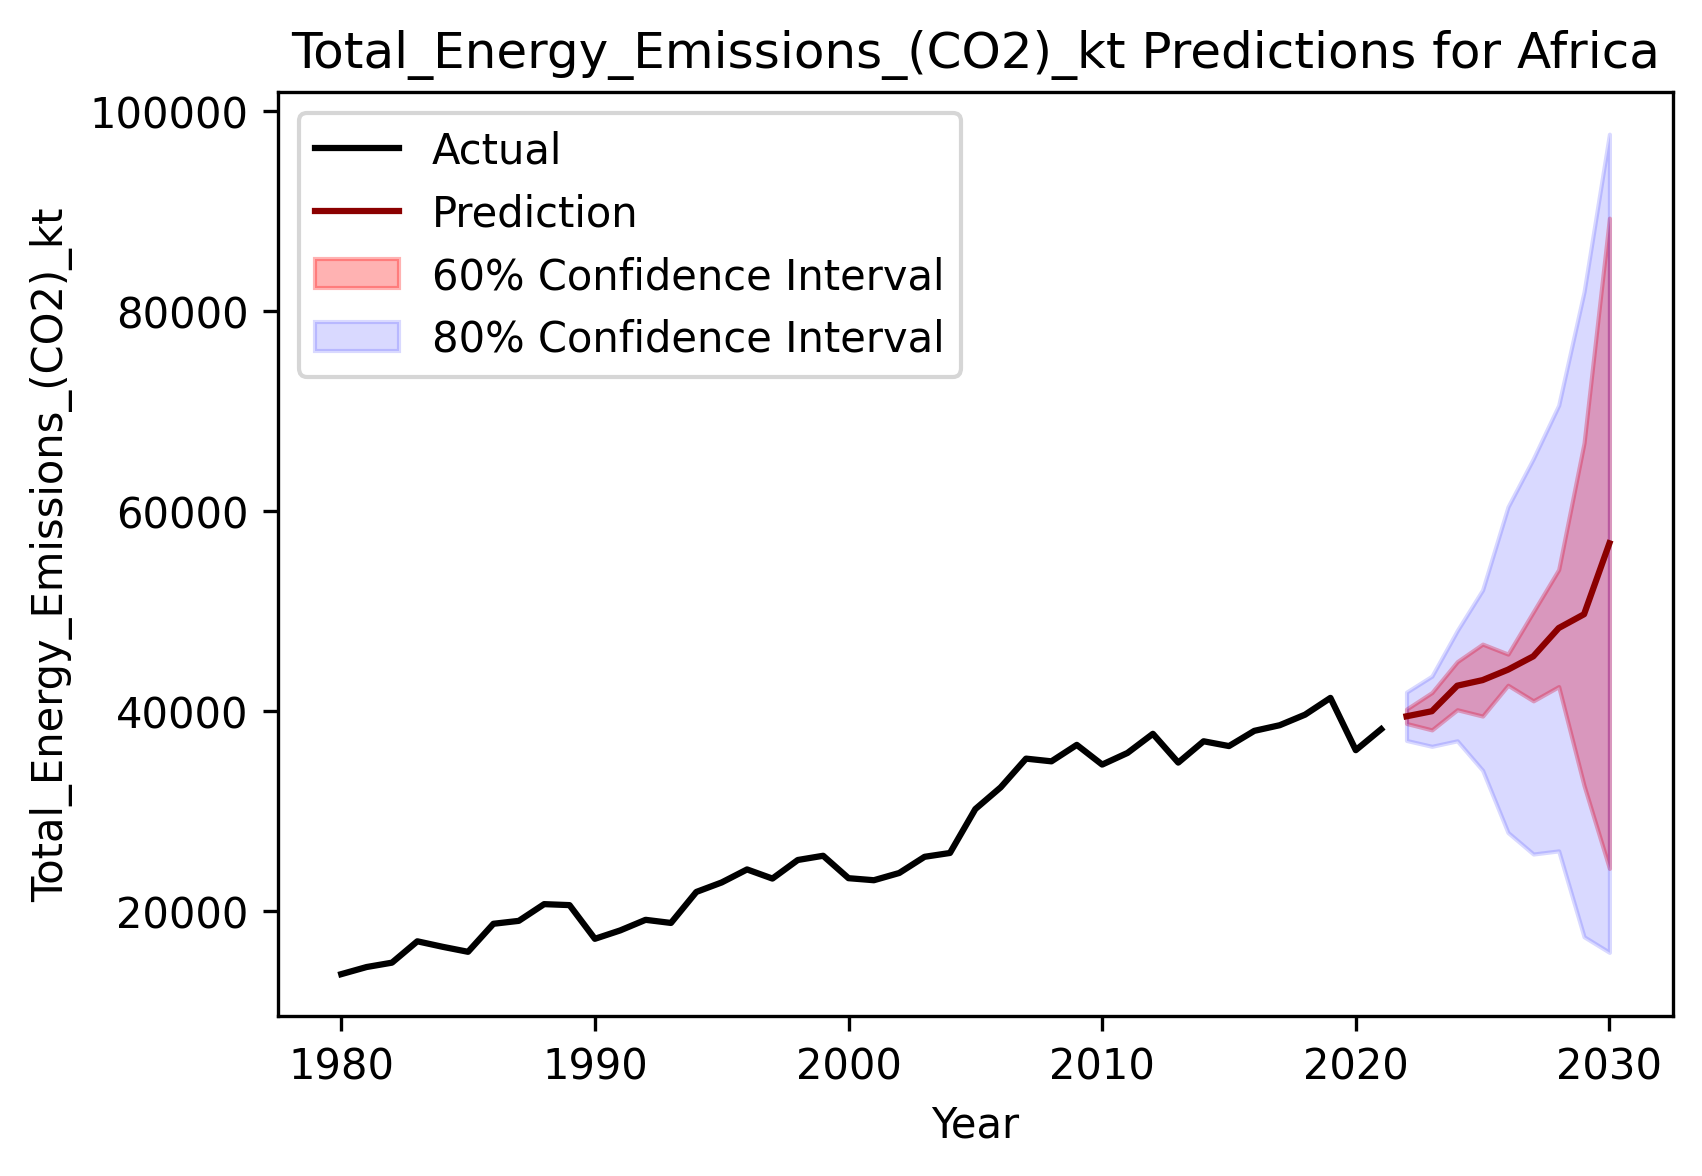 Total_Energy_Emissions_(CO2)_kt Predictions for Africa
Total_Energy_Emissions_(CO2)_kt
100000
80000
60000
40000
20000
Actual
Prediction
60% Confidence Interval
80% Confidence Interval
1980 1990 2000 2010 2020 2030
Year